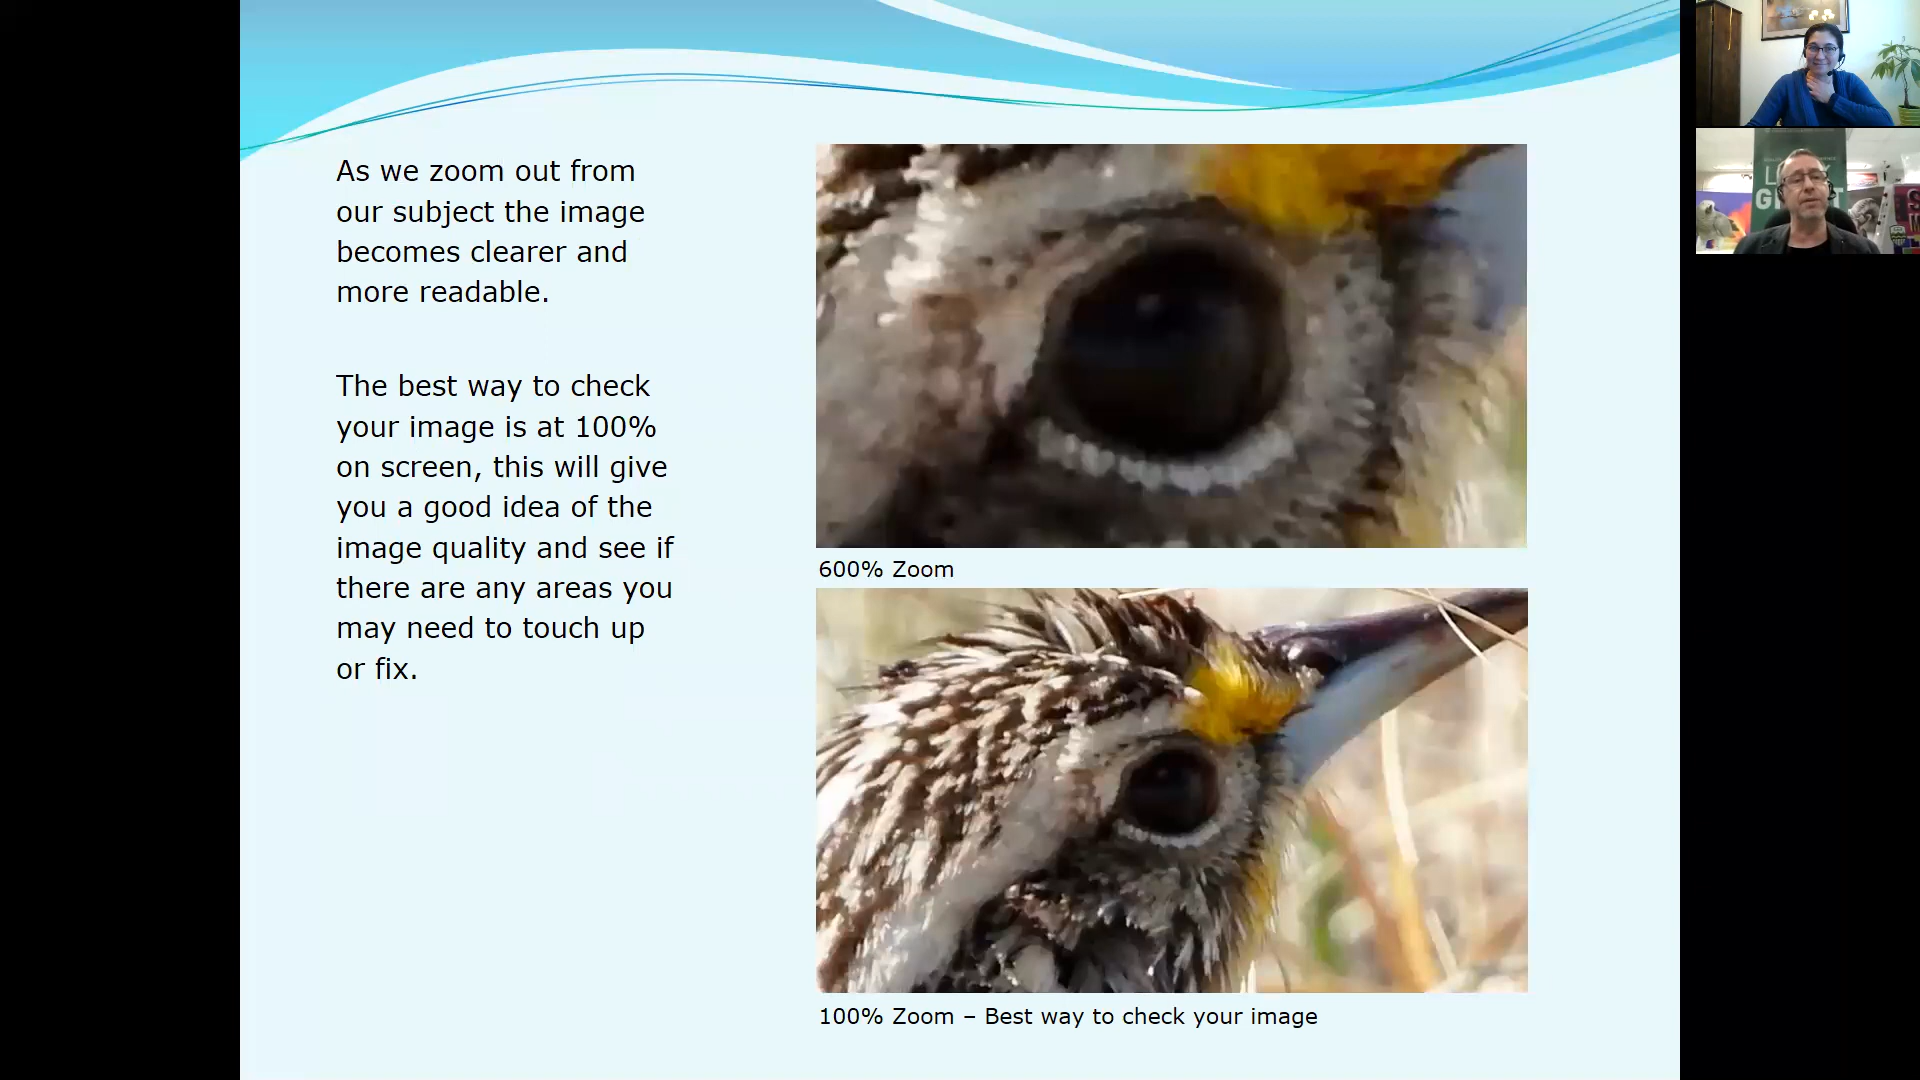 As we zoom out from
our subject the image
becomes clearer and
more readable.
The best way to check
your image is at 100%
on screen, this will give
you a good idea of the
image quality and see if
there are any areas you
may need to touch up
or fix.
600% Zoom
100% Zoom – Best way to check your image